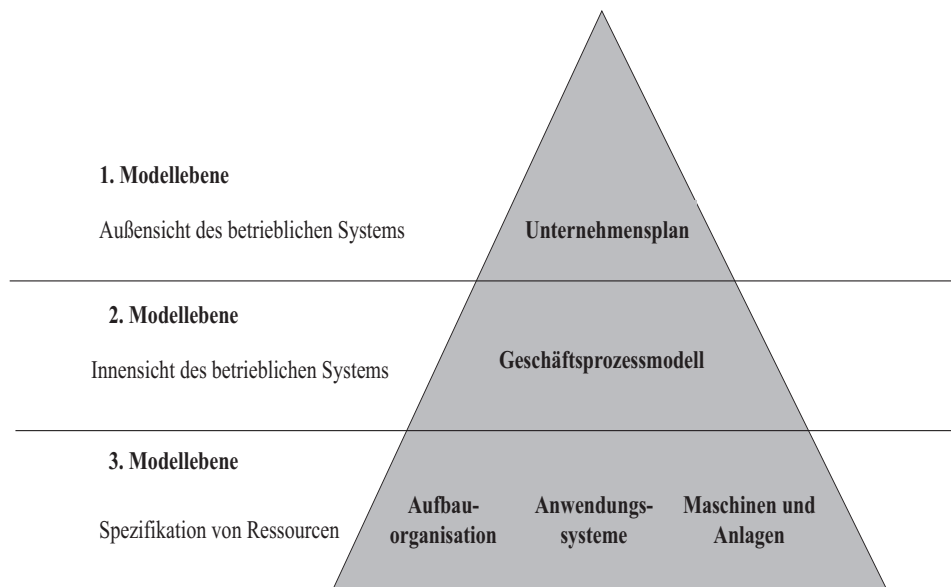 1. Modellebene
Außensicht des betrieblichen Systems
Unternehmensplan
2. Modellebene
Innensicht des betrieblichen Systems
Geschäftsprozessmodell
3. Modellebene
Spezifikation von Ressourcen
Aufbau-
organisation
Anwendungs-
systeme
Maschinen und
Anlagen